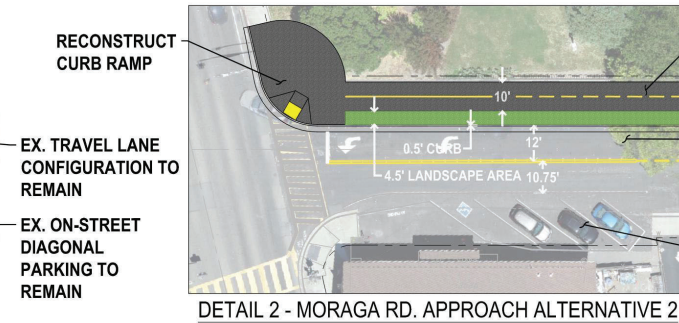 RECONSTRUCT
CURB RAMP
EX. TRAVEL LANE
CONFIGURATION TO
REMAIN
EX. ON-STREET
DIAGONAL
PARKING TO
REMAIN
10'
0.5' CURB
12'
4.5' LANDSCAPE AREA
10.75'
DETAIL 2 - MORAGA RD. APPROACH ALTERNATIVE 2